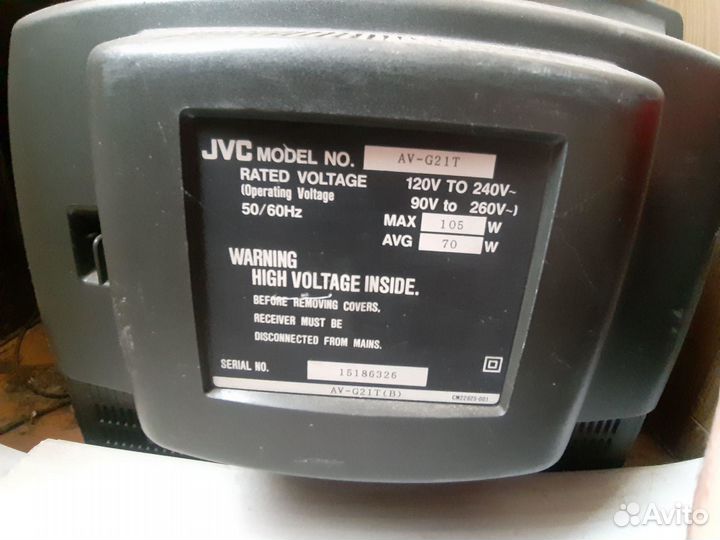 JVC MODEL NO. AV-G21T
RATED VOLTAGE 120V TO 240V~
(Operating Voltage 90V to 260V~)
50/60Hz MAX 105 W
AVG 70 W
WARNING
HIGH VOLTAGE INSIDE.
BEFORE REMOVING COVERS,
RECEIVER MUST BE
DISCONNECTED FROM MAINS.
SERIAL NO. 15186326
AV-G21T(B) CM22825-001
Avito